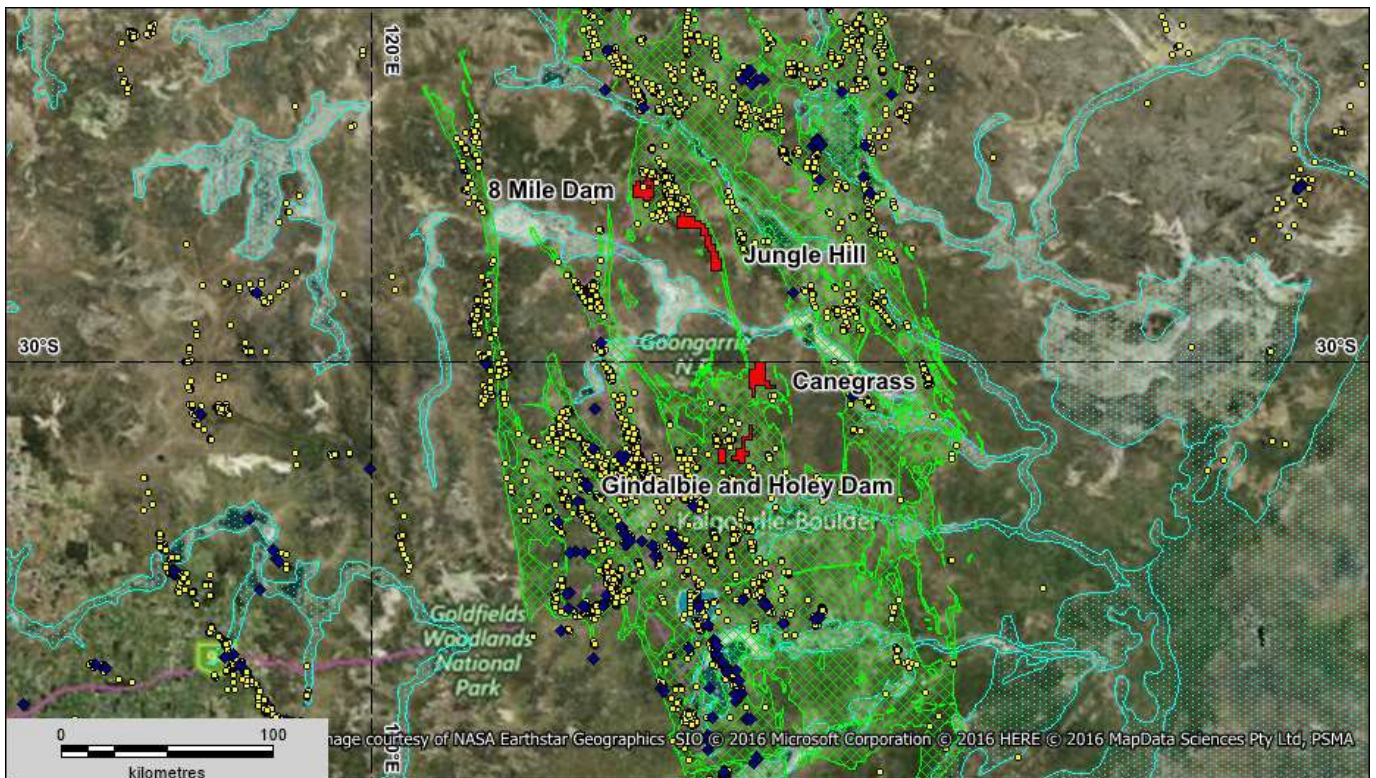 120°E
8 Mile Dam
Jungle Hill
Goongarrie
N.
30°S
30°S
Canegrass
Gindalbie and Holey Dam
Kalgoorlie-Boulder
Goldfields
Woodlands
National
Park
0 100
kilometres
nage courtesy of NASA Earthstar Geographics SIO © 2016 Microsoft Corporation © 2016 HERE © 2016 MapData Sciences Pty Ltd, PSMA